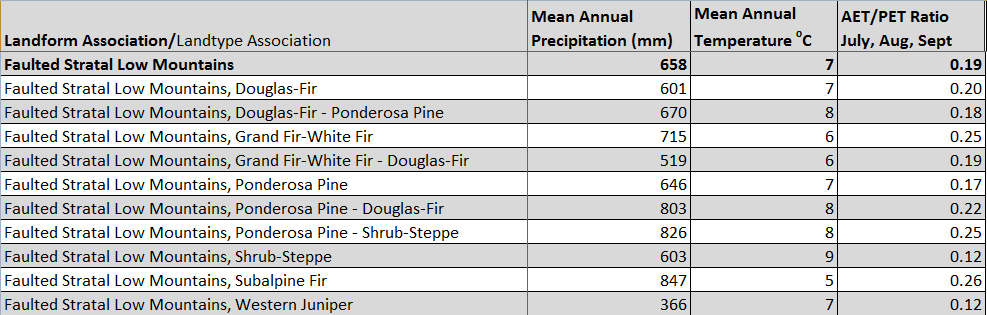 Landform Association/Landtype Association Mean Annual Precipitation (mm) Mean Annual Temperature °C AET/PET Ratio July, Aug, Sept
Faulted Stratal Low Mountains 658 7 0.19
Faulted Stratal Low Mountains, Douglas-Fir 601 7 0.20
Faulted Stratal Low Mountains, Douglas-Fir - Ponderosa Pine 670 8 0.18
Faulted Stratal Low Mountains, Grand Fir-White Fir 715 6 0.25
Faulted Stratal Low Mountains, Grand Fir-White Fir - Douglas-Fir 519 6 0.19
Faulted Stratal Low Mountains, Ponderosa Pine 646 7 0.17
Faulted Stratal Low Mountains, Ponderosa Pine - Douglas-Fir 803 8 0.22
Faulted Stratal Low Mountains, Ponderosa Pine - Shrub-Steppe 826 8 0.25
Faulted Stratal Low Mountains, Shrub-Steppe 603 9 0.12
Faulted Stratal Low Mountains, Subalpine Fir 847 5 0.26
Faulted Stratal Low Mountains, Western Juniper 366 7 0.12